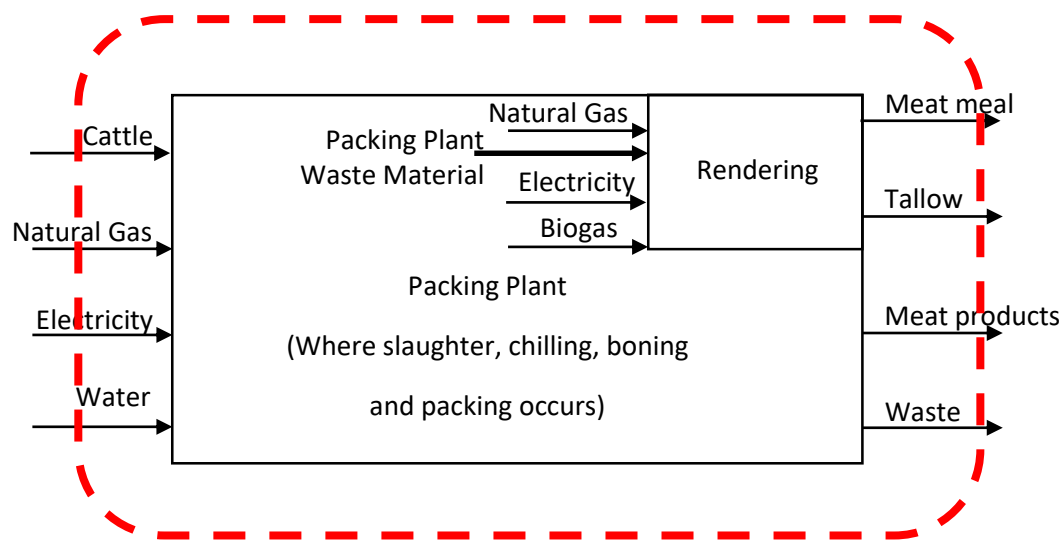 Cattle
Natural Gas
Electricity
Water
Natural Gas
Packing Plant
Waste Material
Electricity
Biogas
Rendering
Packing Plant
(Where slaughter, chilling, boning
and packing occurs)
Meat meal
Tallow
Meat products
Waste